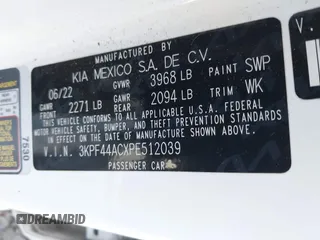 MANUFACTURED BY
KIA MEXICO S.A. DE C.V.
06/22 GVWR 3968 LB PAINT SWP
GAWR FRONT 2271 LB GAWR REAR 2094 LB TRIM WK
THIS VEHICLE CONFORMS TO ALL APPLICABLE U.S. FEDERAL MOTOR VEHICLE
SAFETY, BUMPER, AND THEFT PREVENTION STANDARDS IN EFFECT ON
THE DATE OF MANUFACTURE SHOWN ABOVE.
V.I.N. 3KPF44ACXPE512039
PASSENGER CAR
7530
V.
AUTOBIDMASTER